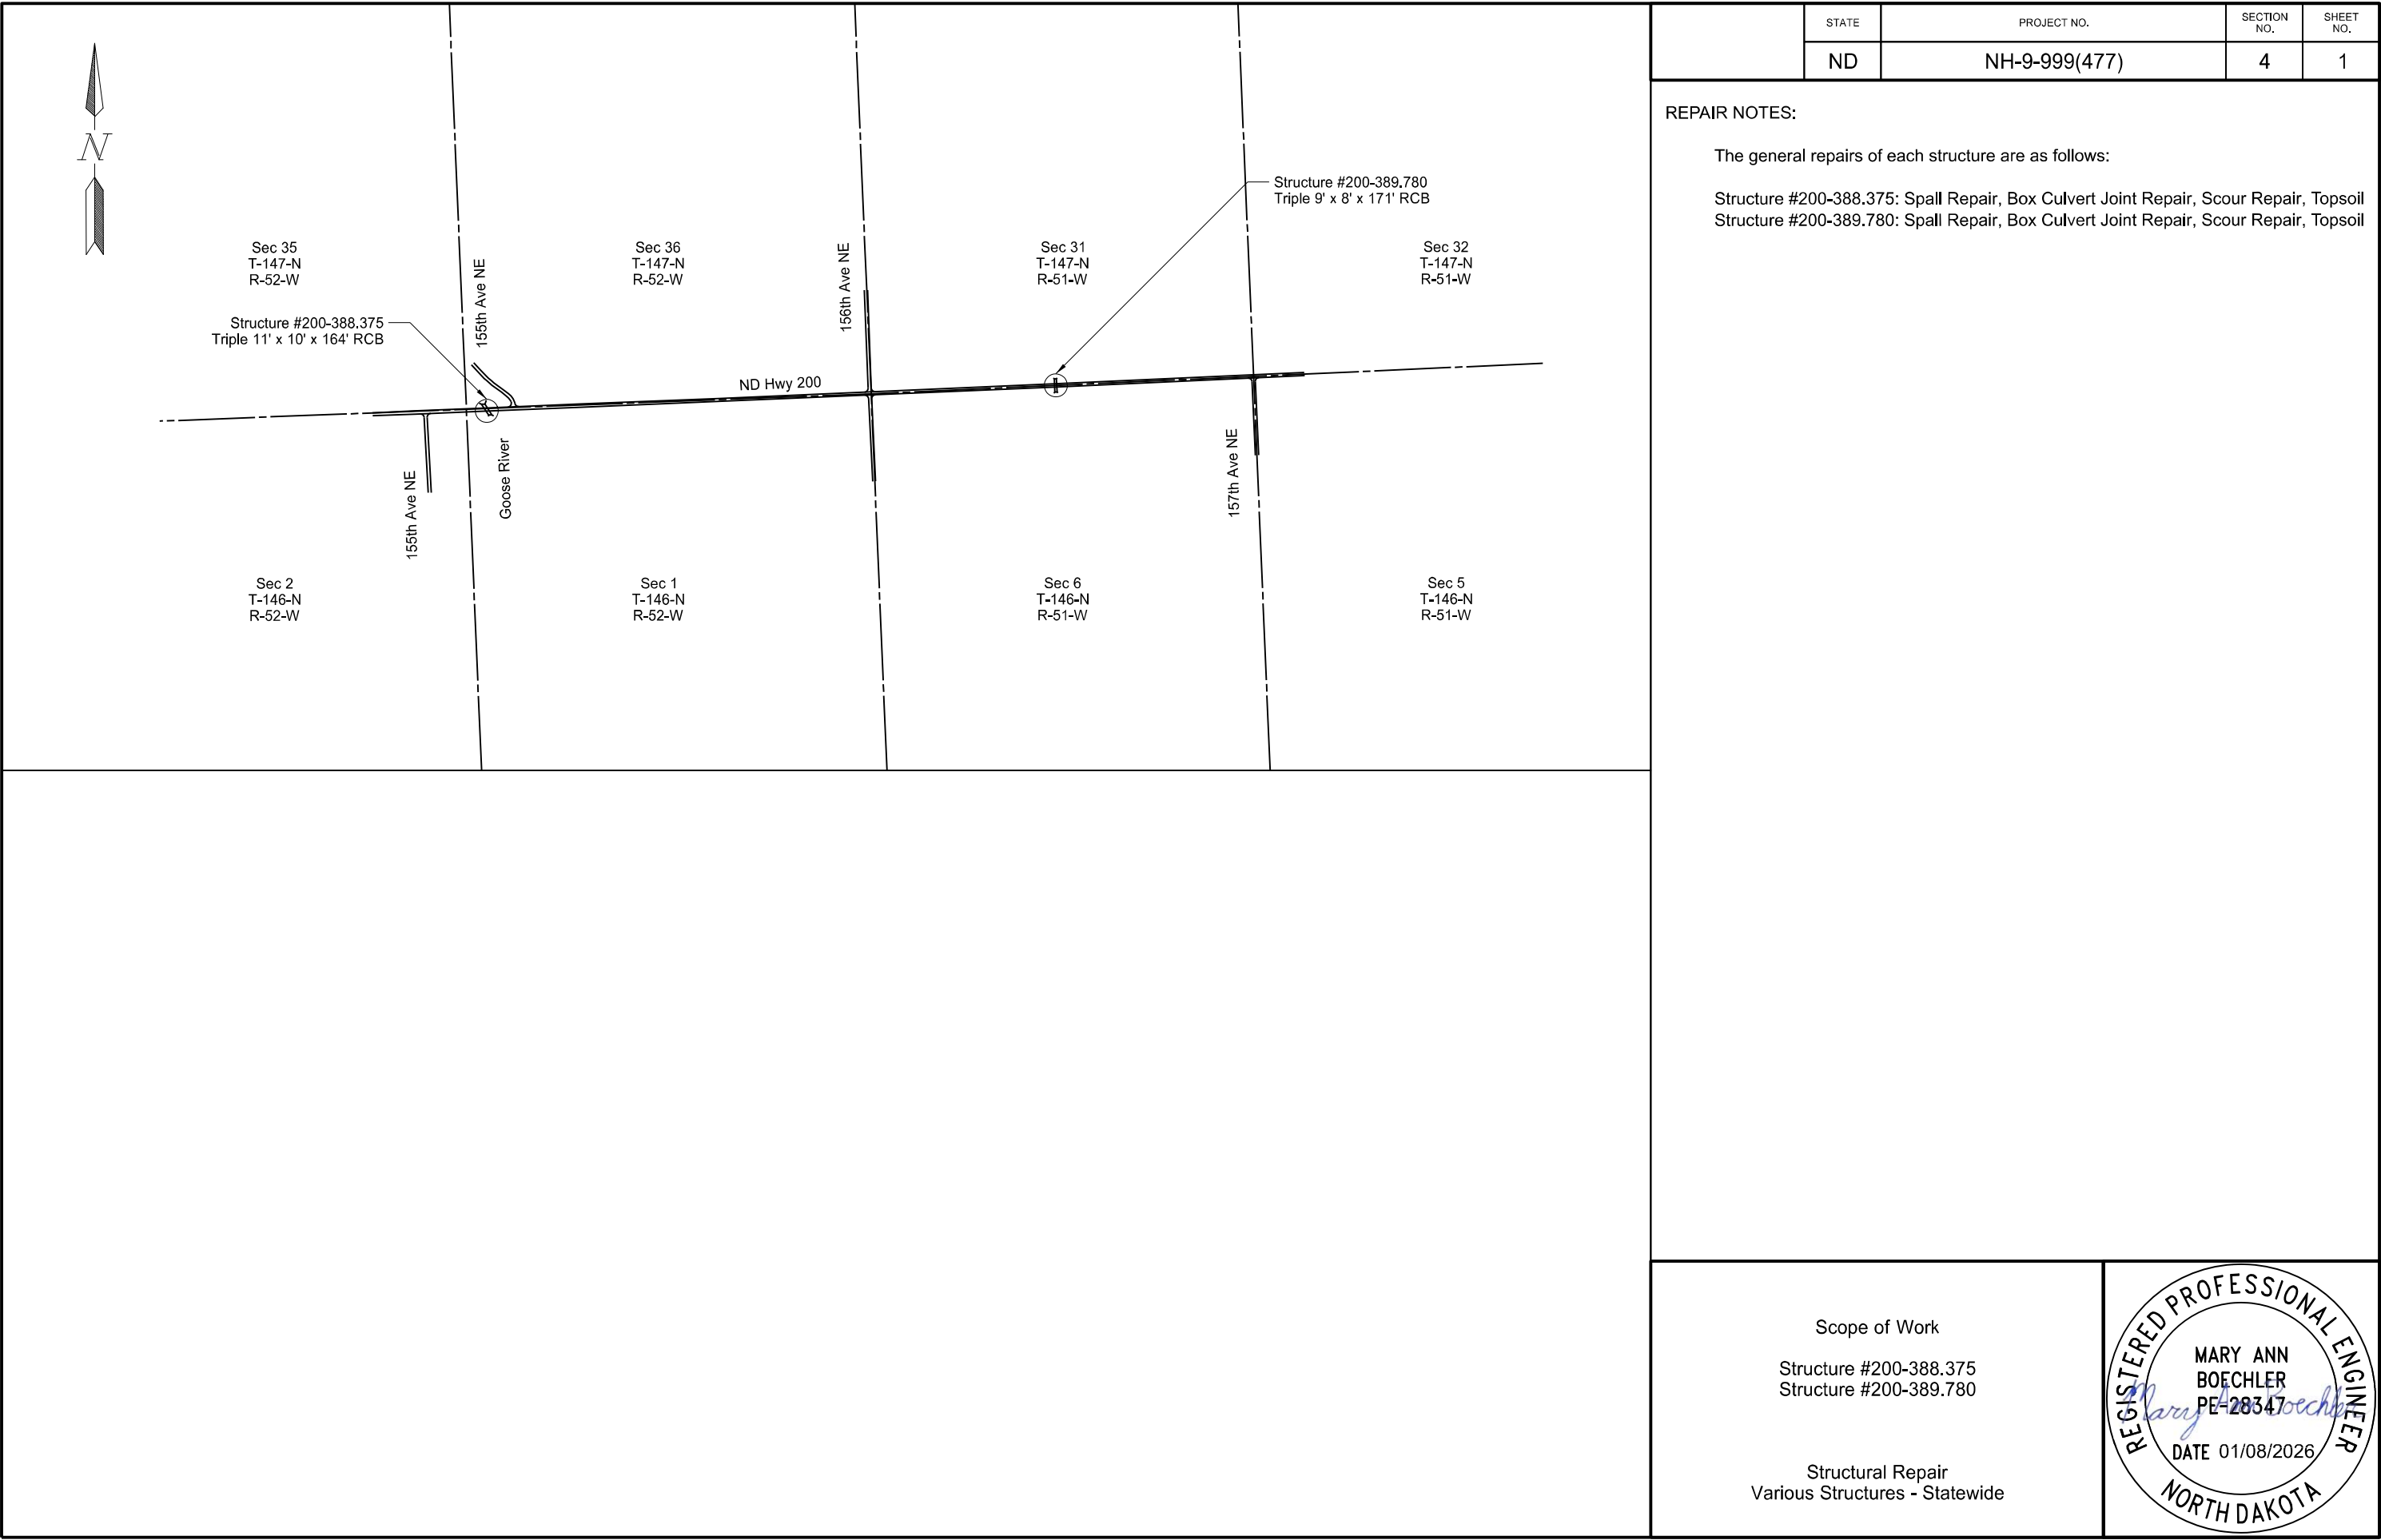 STATE
PROJECT NO.
SECTION
NO.
SHEET
NO.
ND
NH-9-999(477)
4
1
REPAIR NOTES:
The general repairs of each structure are as follows:
Structure #200-388.375: Spall Repair, Box Culvert Joint Repair, Scour Repair, Topsoil
Structure #200-389.780: Spall Repair, Box Culvert Joint Repair, Scour Repair, Topsoil
N
Structure #200-389.780
Triple 9' x 8' x 171' RCB
Sec 35
T-147-N
R-52-W
Sec 36
T-147-N
R-52-W
Sec 31
T-147-N
R-51-W
Sec 32
T-147-N
R-51-W
155th Ave NE
156th Ave NE
Structure #200-388.375
Triple 11' x 10' x 164' RCB
ND Hwy 200
155th Ave NE
Goose River
157th Ave NE
Sec 2
T-146-N
R-52-W
Sec 1
T-146-N
R-52-W
Sec 6
T-146-N
R-51-W
Sec 5
T-146-N
R-51-W
Scope of Work
Structure #200-388.375
Structure #200-389.780
Structural Repair
Various Structures - Statewide
REGISTERED PROFESSIONAL ENGINEER
MARY ANN
BOECHLER
PE-28347
Mary Ann Boechler
DATE 01/08/2026
NORTH DAKOTA